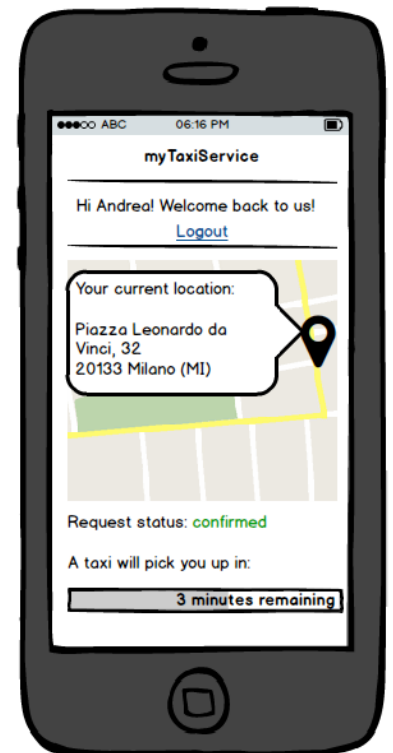 ABC 06:16 PM
myTaxiService
Hi Andrea! Welcome back to us!
Logout
Your current location:
Piazza Leonardo da
Vinci, 32
20133 Milano (MI)
Request status: confirmed
A taxi will pick you up in:
3 minutes remaining